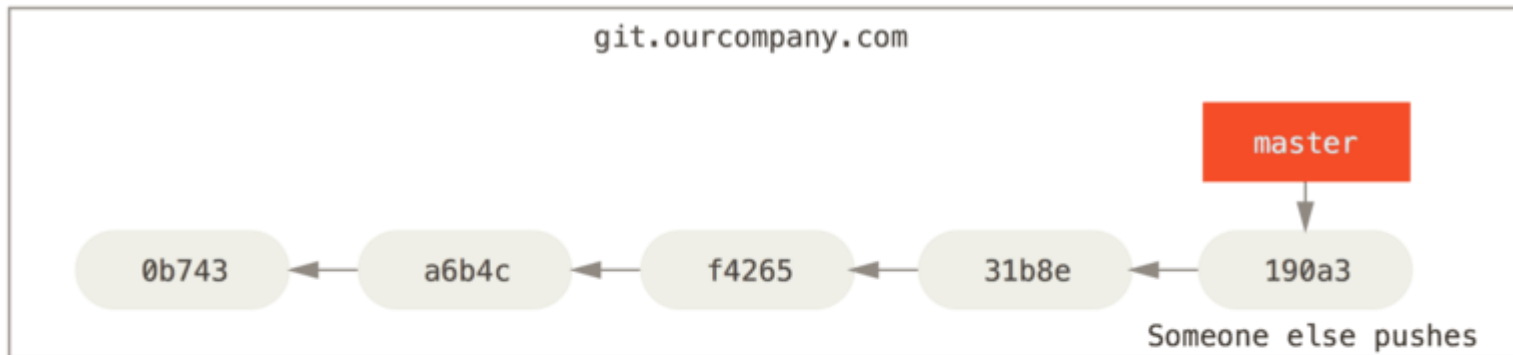 git.ourcompany.com
master
0b743
a6b4c
f4265
31b8e
190a3
Someone else pushes